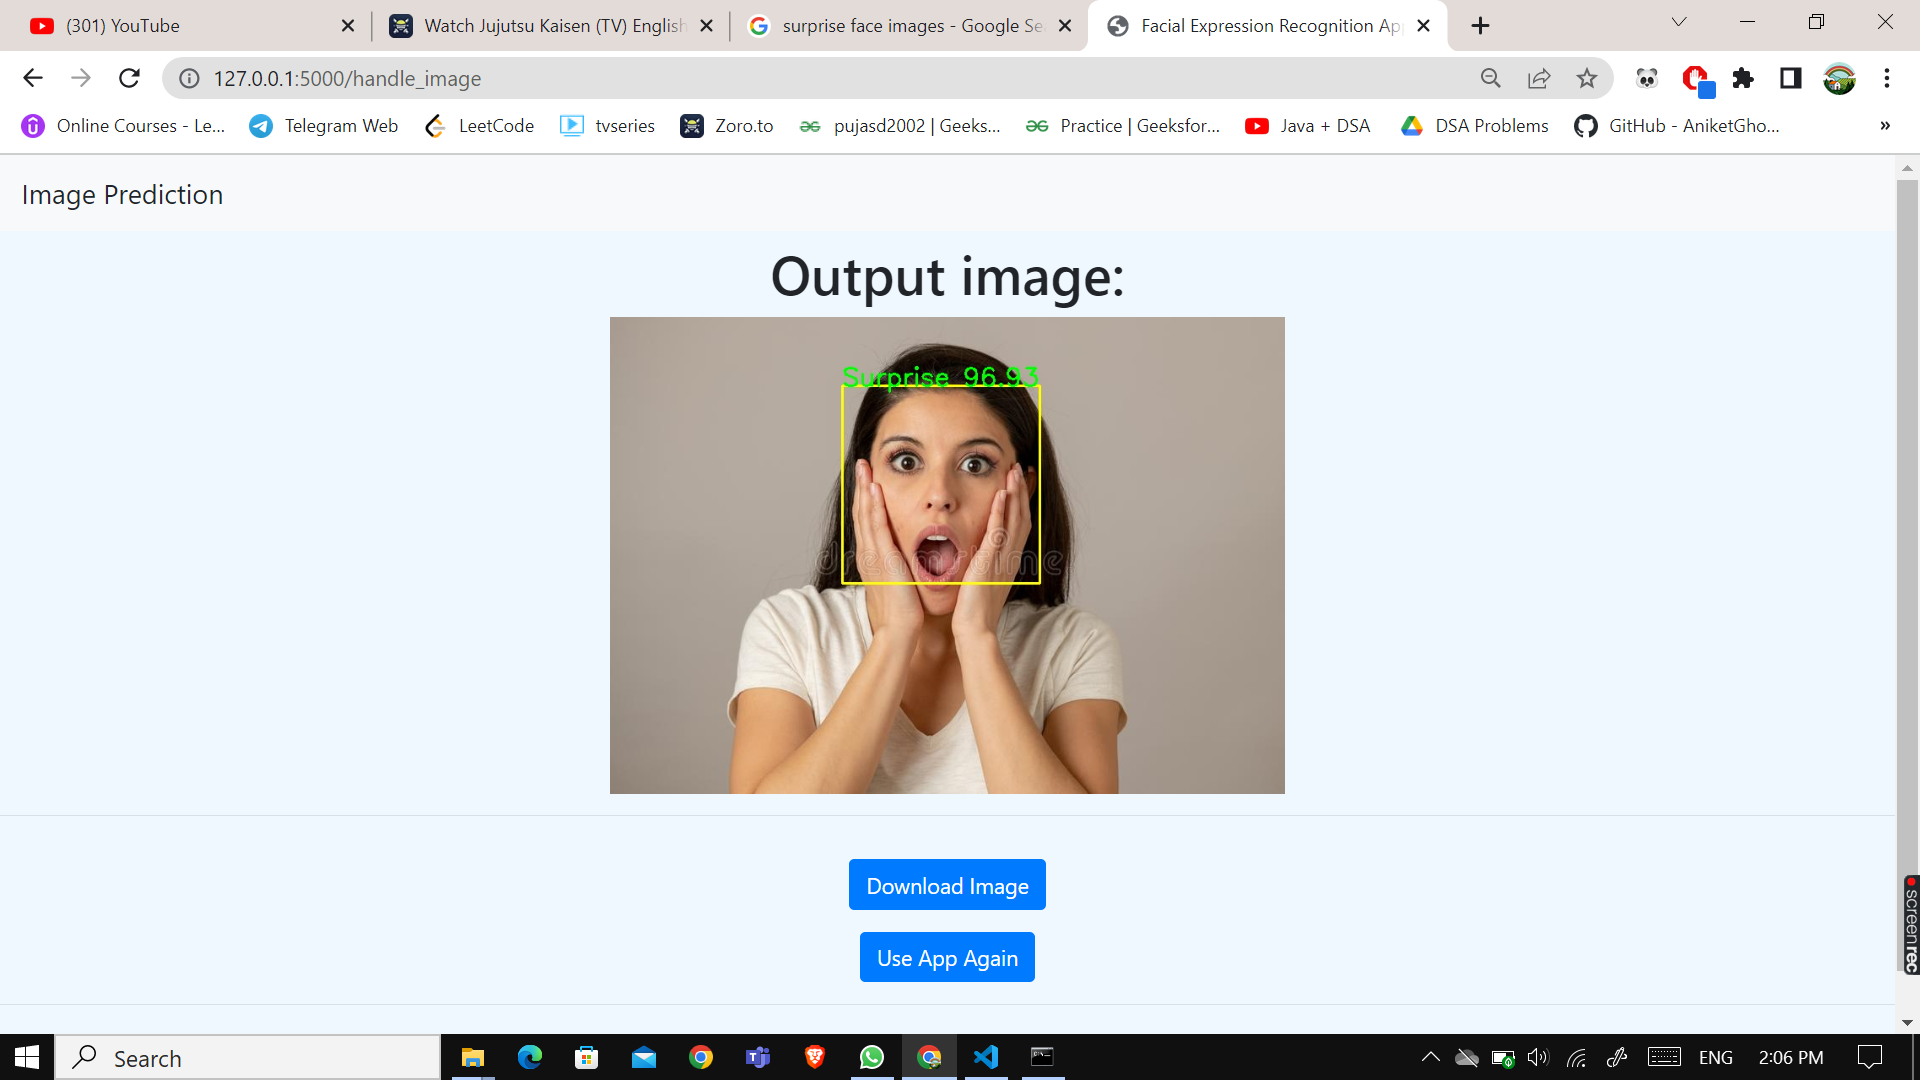 (301) YouTube
Watch Jujutsu Kaisen (TV) English
surprise face images - Google Se
Facial Expression Recognition Ap
127.0.0.1:5000/handle_image
Online Courses - Le...
Telegram Web
LeetCode
tvseries
Zoro.to
pujasd2002 | Geeks...
Practice | Geeksfor...
Java + DSA
DSA Problems
GitHub - AniketGho...
»
Image Prediction
Output image:
Surprise 96.93
dreamstime
Download Image
Use App Again
screenrec
Search
ENG
2:06 PM